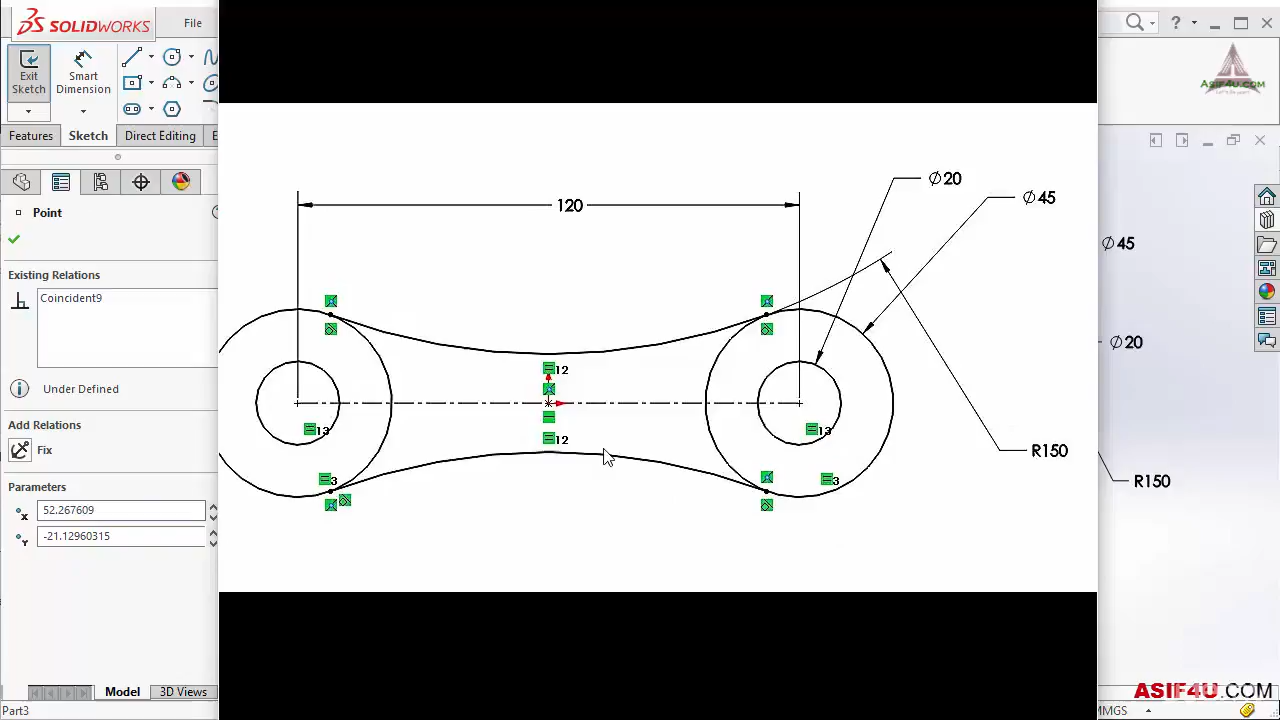 SOLIDWORKS
File
?
Exit Sketch
Smart Dimension
Features
Sketch
Direct Editing
E
ASIF4U.COM
Point
Existing Relations
Coincident9
Under Defined
Add Relations
Fix
Parameters
52.267609
-21.12960315
120
Ø20
Ø45
R150
12
12
13
13
3
3
Ø45
Ø20
R150
Model
3D Views
Part3
MMGS
ASIF4U.COM